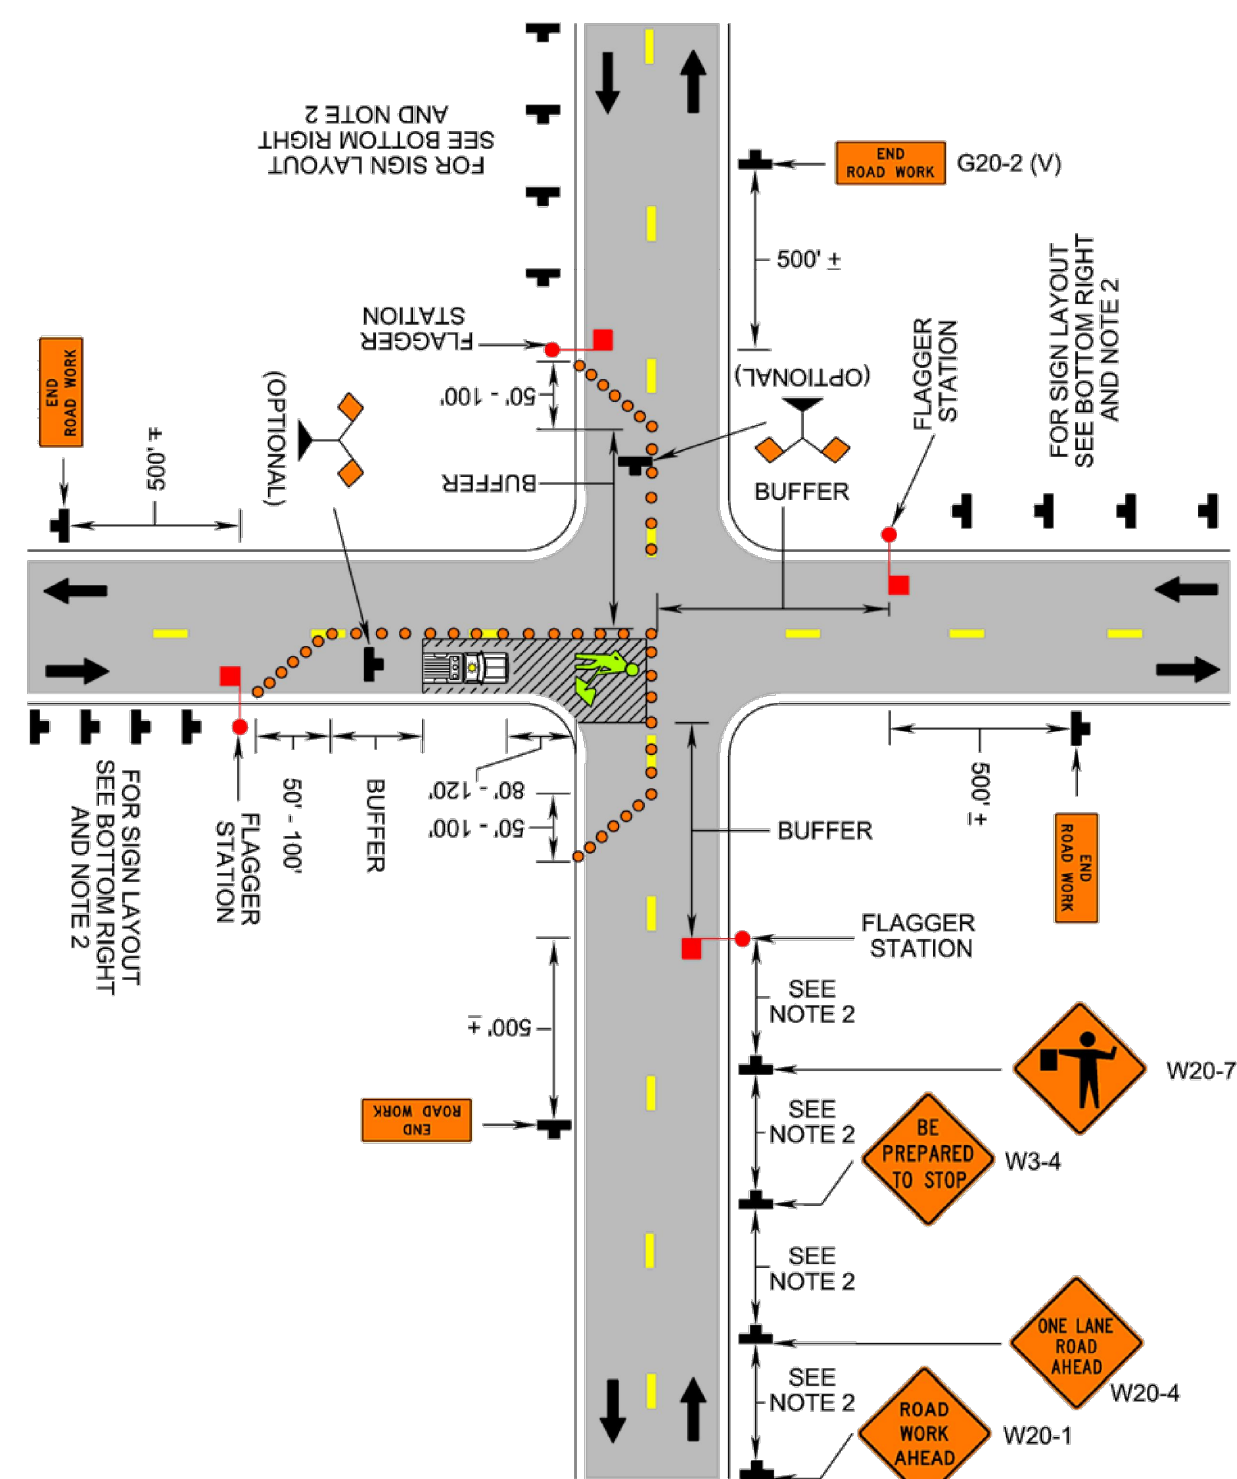 FOR SIGN LAYOUT
SEE BOTTOM RIGHT
AND NOTE 2
END
ROAD WORK
G20-2 (V)
500' ±
FOR SIGN LAYOUT
SEE BOTTOM RIGHT
AND NOTE 2
FLAGGER
STATION
FLAGGER
STATION
END
ROAD WORK
(OPTIONAL)
(OPTIONAL)
50' - 100'
500' ±
BUFFER
BUFFER
FOR SIGN LAYOUT
SEE BOTTOM RIGHT
AND NOTE 2
FLAGGER
STATION
50' - 100'
BUFFER
80' - 120'
50' - 100'
BUFFER
500' ±
END
ROAD WORK
FLAGGER
STATION
500' ±
END
ROAD WORK
SEE
NOTE 2
W20-7
SEE
NOTE 2
BE
PREPARED
TO STOP
W3-4
SEE
NOTE 2
ONE LANE
ROAD
AHEAD
W20-4
SEE
NOTE 2
ROAD
WORK
AHEAD
W20-1